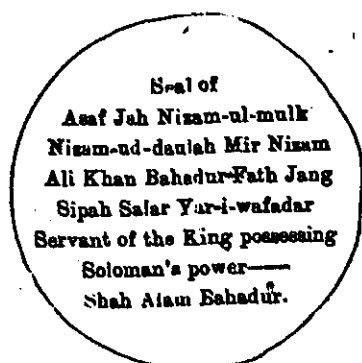 Seal of
Asaf Jah Nizam-ul-mulk
Nizam-ud-daulah Mir Nizam
Ali Khan Bahadur Fath Jang
Sipah Salar Yar-i-wafadar
Servant of the King possessing
Soloman's power—
Shah Alam Bahadur.